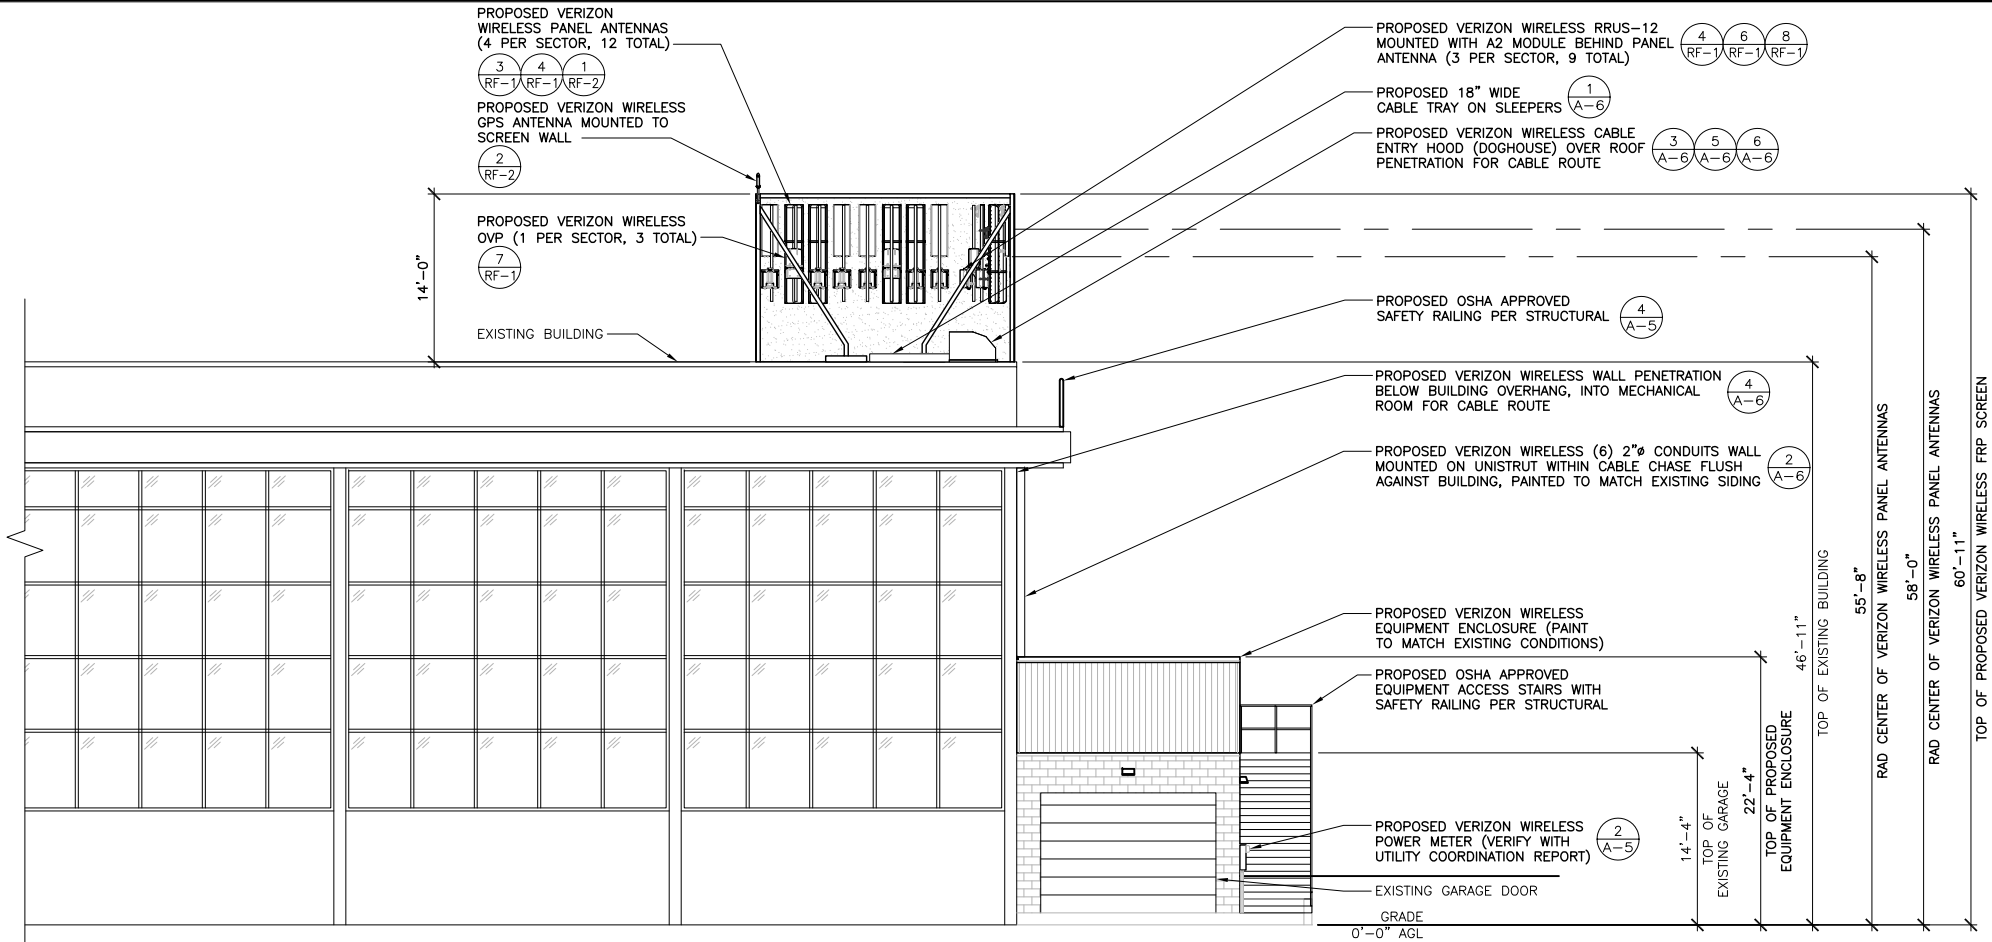 PROPOSED VERIZON
WIRELESS PANEL ANTENNAS
(4 PER SECTOR, 12 TOTAL)
3
RF-1
4
RF-1
1
RF-2
PROPOSED VERIZON WIRELESS
GPS ANTENNA MOUNTED TO
SCREEN WALL
2
RF-2
PROPOSED VERIZON WIRELESS
OVP (1 PER SECTOR, 3 TOTAL)
7
RF-1
14'-0"
EXISTING BUILDING
PROPOSED VERIZON WIRELESS RRUS-12
MOUNTED WITH A2 MODULE BEHIND PANEL
ANTENNA (3 PER SECTOR, 9 TOTAL)
4
RF-1
6
RF-1
8
RF-1
PROPOSED 18" WIDE
CABLE TRAY ON SLEEPERS
1
A-6
PROPOSED VERIZON WIRELESS CABLE
ENTRY HOOD (DOGHOUSE) OVER ROOF
PENETRATION FOR CABLE ROUTE
3
A-6
5
A-6
6
A-6
PROPOSED OSHA APPROVED
SAFETY RAILING PER STRUCTURAL
4
A-5
PROPOSED VERIZON WIRELESS WALL PENETRATION
BELOW BUILDING OVERHANG, INTO MECHANICAL
ROOM FOR CABLE ROUTE
4
A-6
PROPOSED VERIZON WIRELESS (6) 2"ø CONDUITS WALL
MOUNTED ON UNISTRUT WITHIN CABLE CHASE FLUSH
AGAINST BUILDING, PAINTED TO MATCH EXISTING SIDING
2
A-6
PROPOSED VERIZON WIRELESS
EQUIPMENT ENCLOSURE (PAINT
TO MATCH EXISTING CONDITIONS)
PROPOSED OSHA APPROVED
EQUIPMENT ACCESS STAIRS WITH
SAFETY RAILING PER STRUCTURAL
PROPOSED VERIZON WIRELESS
POWER METER (VERIFY WITH
UTILITY COORDINATION REPORT)
2
A-5
EXISTING GARAGE DOOR
GRADE
0'-0" AGL
14'-4"
TOP OF
EXISTING GARAGE
22'-4"
TOP OF PROPOSED
EQUIPMENT ENCLOSURE
46'-11"
TOP OF EXISTING BUILDING
55'-8"
RAD CENTER OF VERIZON WIRELESS PANEL ANTENNAS
58'-0"
RAD CENTER OF VERIZON WIRELESS PANEL ANTENNAS
60'-11"
TOP OF PROPOSED VERIZON WIRELESS FRP SCREEN